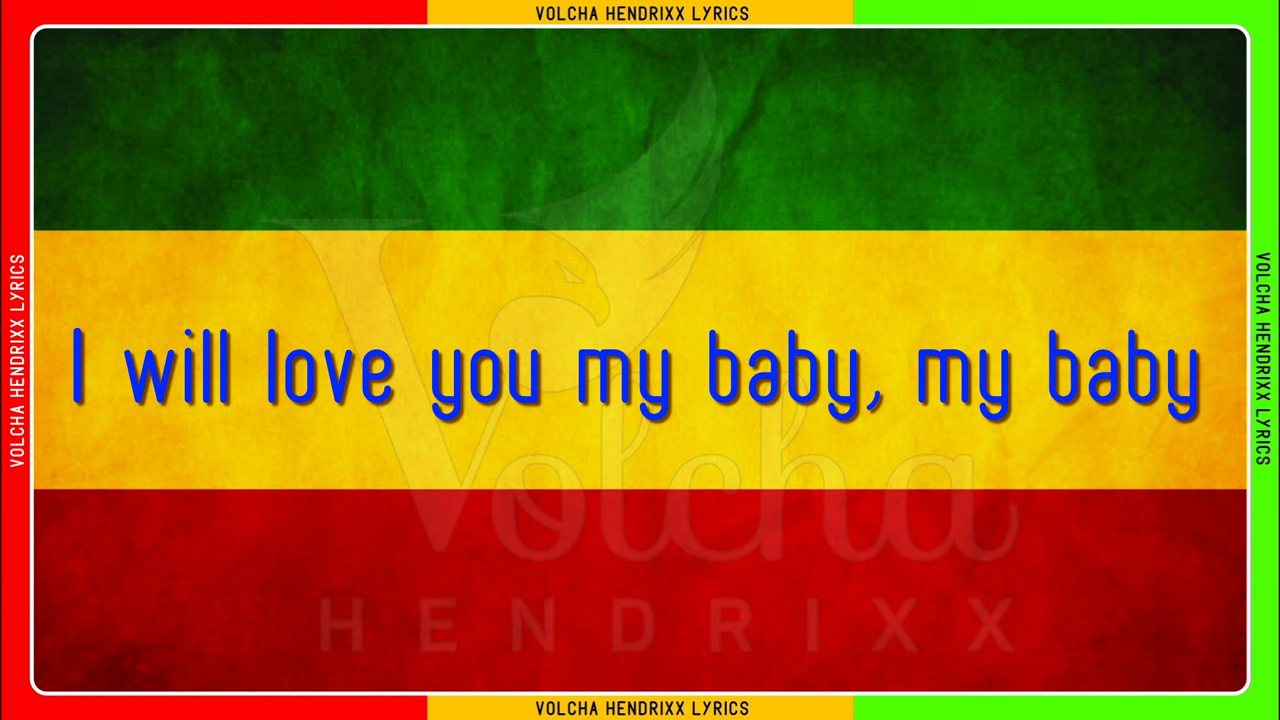 VOLCHA HENDRIXX LYRICS
VOLCHA HENDRIXX LYRICS
I will love you my baby, my baby
VOLCHA HENDRIXX LYRICS
Volcha
HENDRIXX
VOLCHA HENDRIXX LYRICS